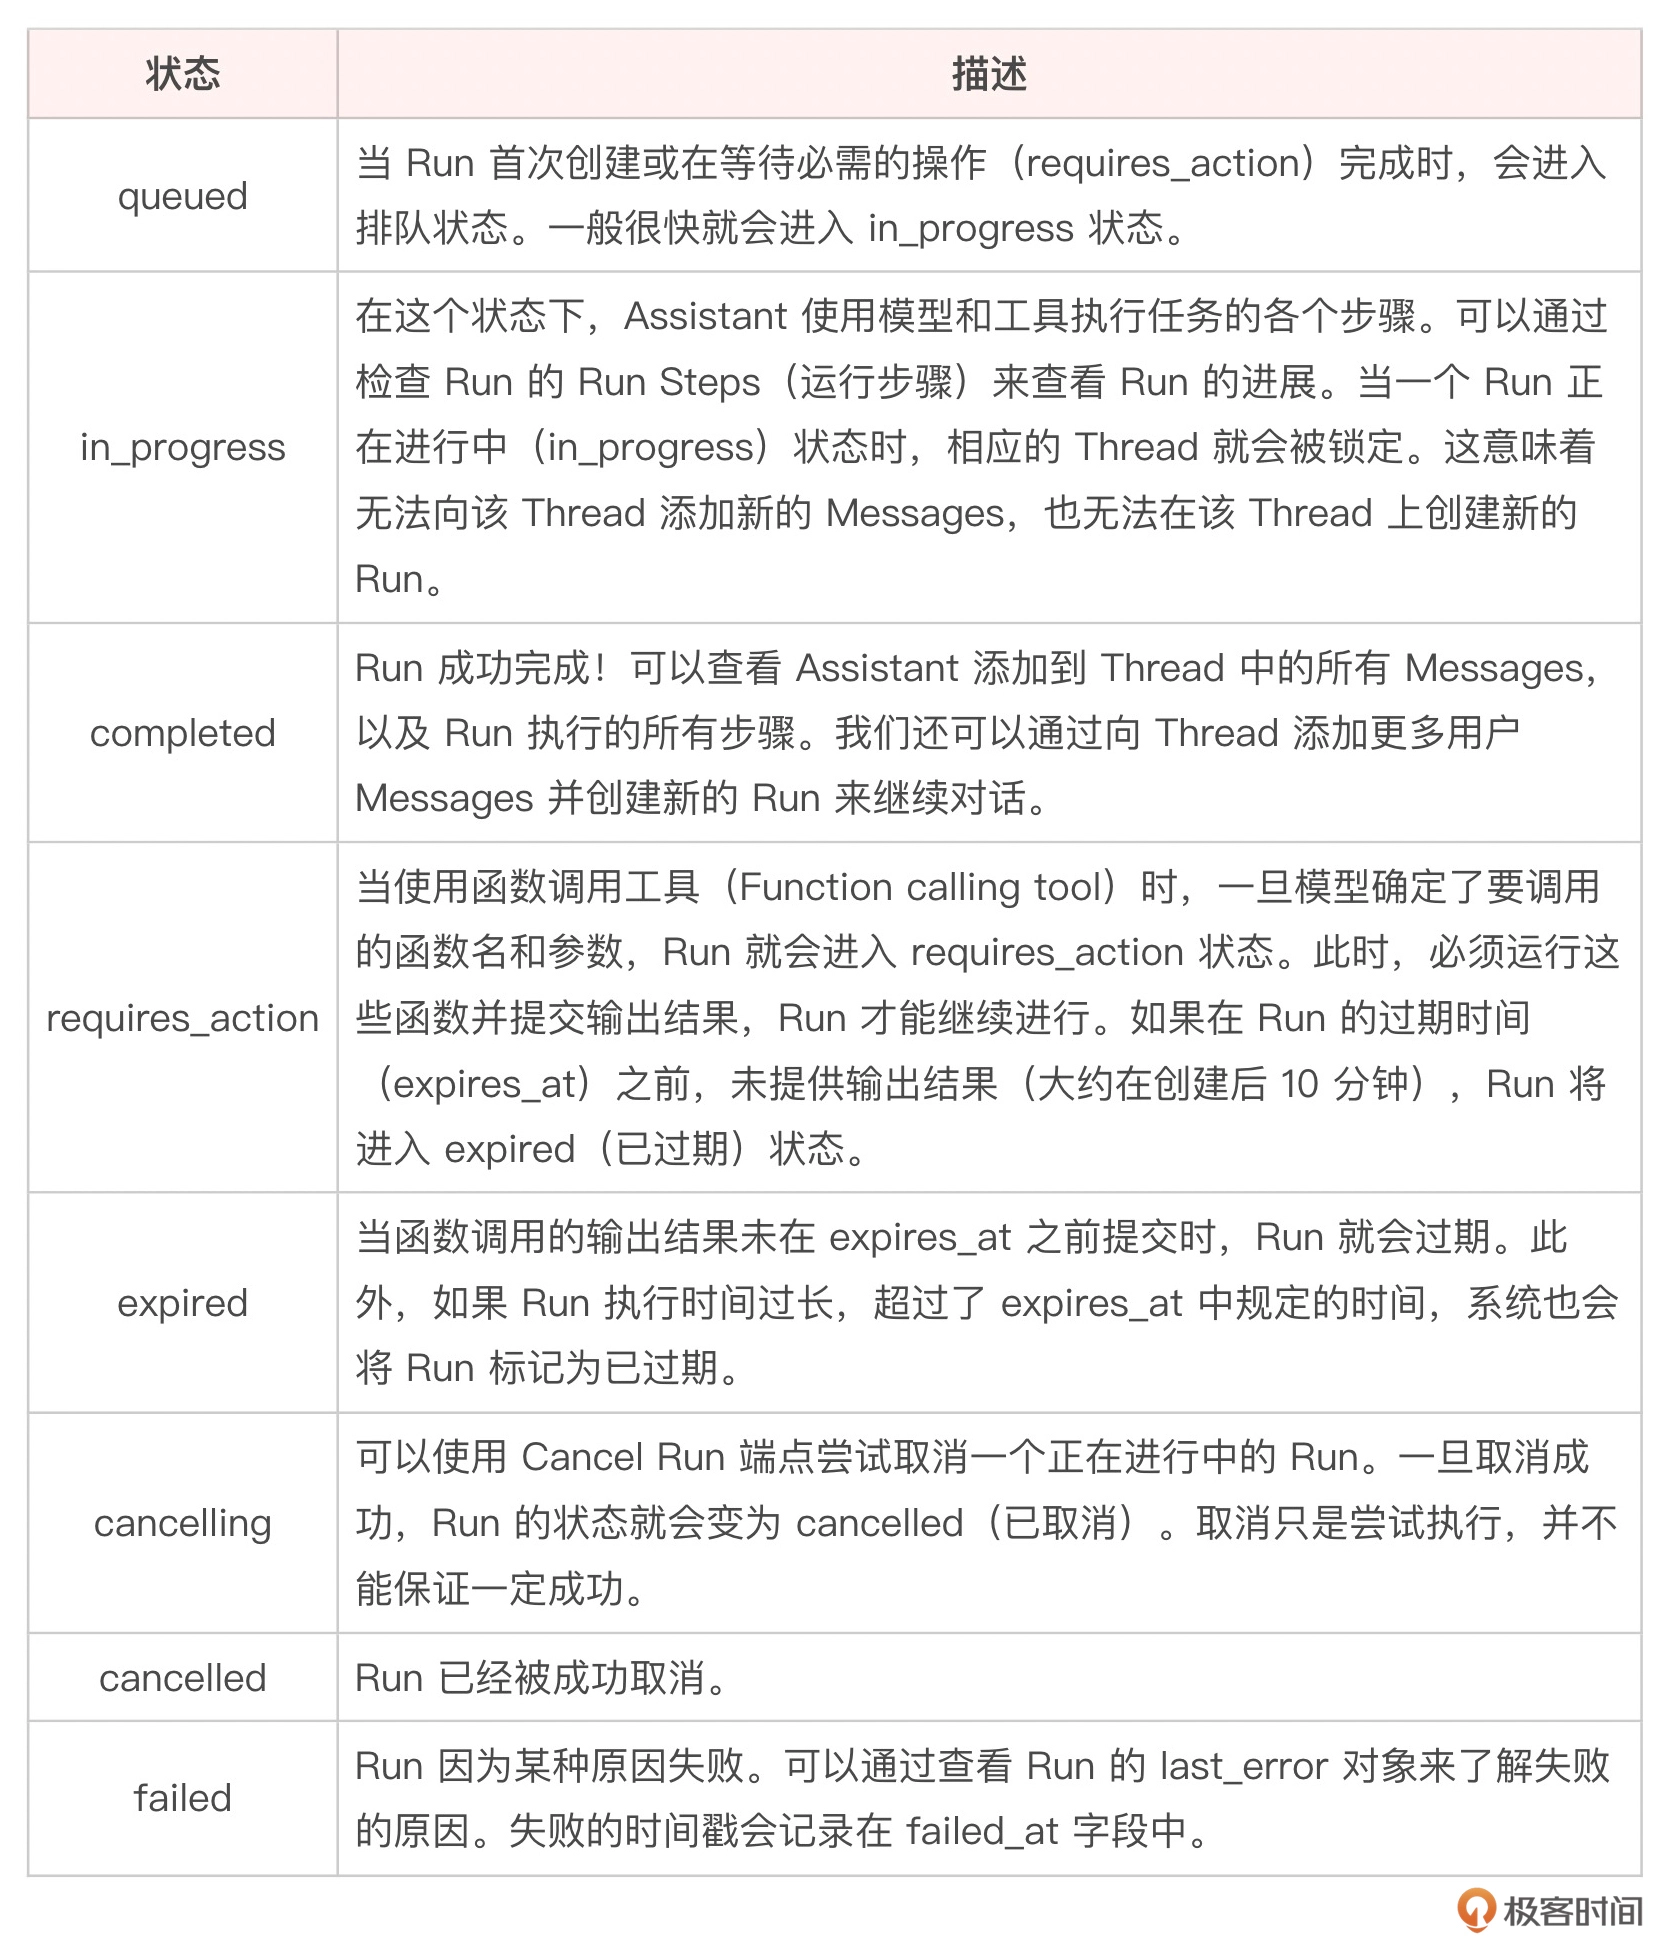 状态
描述
queued
当 Run 首次创建或在等待必需的操作（requires_action）完成时，会进入
排队状态。一般很快就会进入 in_progress 状态。
in_progress
在这个状态下，Assistant 使用模型和工具执行任务的各个步骤。可以通过
检查 Run 的 Run Steps（运行步骤）来查看 Run 的进展。当一个 Run 正
在进行中（in_progress）状态时，相应的 Thread 就会被锁定。这意味着
无法向该 Thread 添加新的 Messages，也无法在该 Thread 上创建新的
Run。
completed
Run 成功完成！可以查看 Assistant 添加到 Thread 中的所有 Messages，
以及 Run 执行的所有步骤。我们还可以通过向 Thread 添加更多用户
Messages 并创建新的 Run 来继续对话。
requires_action
当使用函数调用工具（Function calling tool）时，一旦模型确定了要调用
的函数名和参数，Run 就会进入 requires_action 状态。此时，必须运行这
些函数并提交输出结果，Run 才能继续进行。如果在 Run 的过期时间
（expires_at）之前，未提供输出结果（大约在创建后 10 分钟），Run 将
进入 expired（已过期）状态。
expired
当函数调用的输出结果未在 expires_at 之前提交时，Run 就会过期。此
外，如果 Run 执行时间过长，超过了 expires_at 中规定的时间，系统也会
将 Run 标记为已过期。
cancelling
可以使用 Cancel Run 端点尝试取消一个正在进行中的 Run。一旦取消成
功，Run 的状态就会变为 cancelled（已取消）。取消只是尝试执行，并不
能保证一定成功。
cancelled
Run 已经被成功取消。
failed
Run 因为某种原因失败。可以通过查看 Run 的 last_error 对象来了解失败
的原因。失败的时间戳会记录在 failed_at 字段中。
极客时间